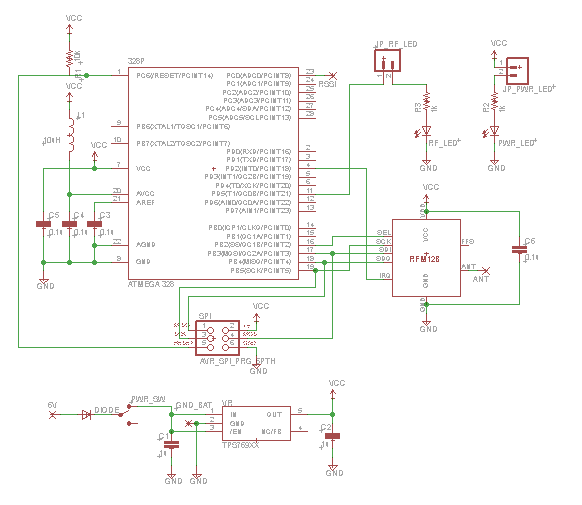 VCC
10K
R1
VCC
L1
10uH
VCC
C5
0.1u
C4
0.1u
C3
0.1u
GND
328P
1 PC6(/RESET/PCINT14)
9 PB6(XTAL1/TOSC1/PCINT6)
10 PB7(XTAL2/TOSC2/PCINT7)
7 VCC
20 AVCC
21 AREF
22 AGND
8 GND
PC0(ADC0/PCINT8) 23
PC1(ADC1/PCINT9) 24
PC2(ADC2/PCINT10) 25
PC3(ADC3/PCINT11) 26
PC4(ADC4/SDA/PCINT12) 27
PC5(ADC5/SCL/PCINT13) 28
PD0(RXD/PCINT16) 2
PD1(TXD/PCINT17) 3
PD2(INT0/PCINT18) 4
PD3(INT1/OC2B/PCINT19) 5
PD4(T0/XCK/PCINT20) 6
PD5(T1/OC0B/PCINT21) 11
PD6(AIN0/OC0A/PCINT22) 12
PD7(AIN1/PCINT23) 13
PB0(ICP1/CLKO/PCINT0) 14
PB1(OC1A/PCINT1) 15
PB2(SS/OC1B/PCINT2) 16
PB3(MOSI/OC2A/PCINT3) 17
PB4(MISO/PCINT4) 18
PB5(SCK/PCINT5) 19
ATMEGA 328
RSSI
JP_RF_LED
1 2
R3
1K
RF_LED
GND
VCC
1
2
JP_PWR_LED
R2
1K
PWR_LED
GND
VCC
VDD
VCC
SEL
SCK
SDI
SDO
IRQ
RFM12B
FFS
ANT
ANT
GND
GND
GND
C6
0.1u
SPI
1 2
3 4
5 6
VCC
AVR_SPI_PRG_6PTH
GND
6V
DIODE
PWR_SW
GND_BAT
C1
1u
GND
GND
VR
1 IN
2 GND
3 /EN
OUT 5
NC/FB 4
TPS769XX
VCC
C2
1u
GND